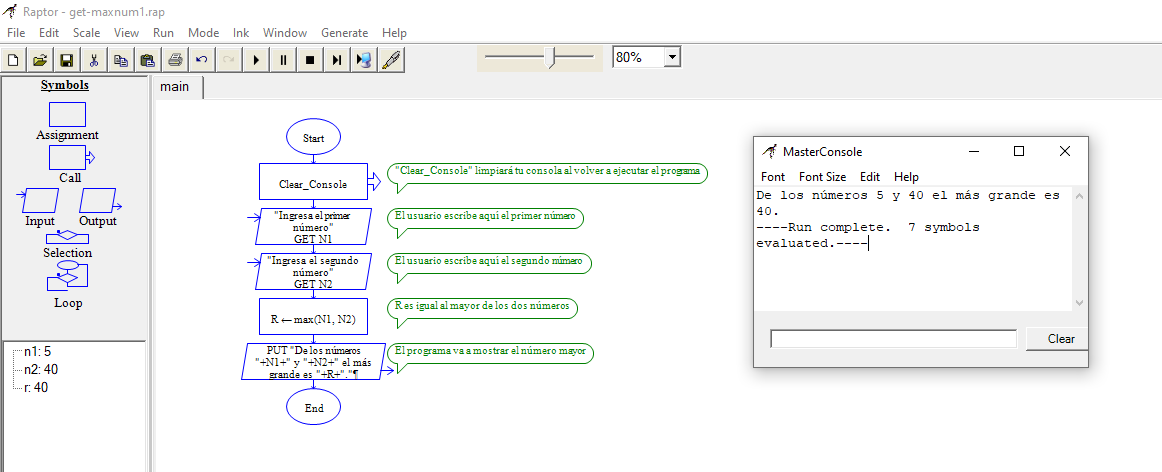 Raptor - get-maxnum1.rap
File Edit Scale View Run Mode Ink Window Generate Help
80%
Symbols
Assignment
Call
Input Output
Selection
Loop
n1: 5
n2: 40
r: 40
main
Start
Clear_Console
"Clear_Console" limpiará tu consola al volver a ejecutar el programa
"Ingresa el primer
número"
GET N1
El usuario escribe aquí el primer número
"Ingresa el segundo
número"
GET N2
El usuario escribe aquí el segundo número
R ← max(N1, N2)
R es igual al mayor de los dos números
PUT "De los números
"+N1+" y "+N2+" el más
grande es "+R+"."¶
El programa va a mostrar el número mayor
End
MasterConsole
Font Font Size Edit Help
De los números 5 y 40 el más grande es
40.
----Run complete.  7 symbols
evaluated.----
Clear